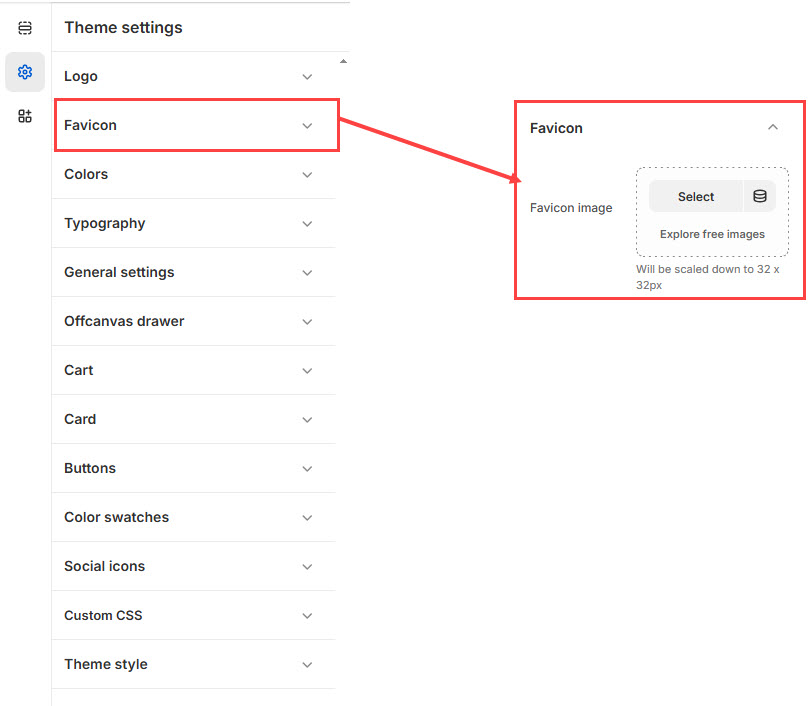 Theme settings
Logo
Favicon
Colors
Typography
General settings
Offcanvas drawer
Cart
Card
Buttons
Color swatches
Social icons
Custom CSS
Theme style
Favicon
Favicon image
Select
Explore free images
Will be scaled down to 32 x
32px